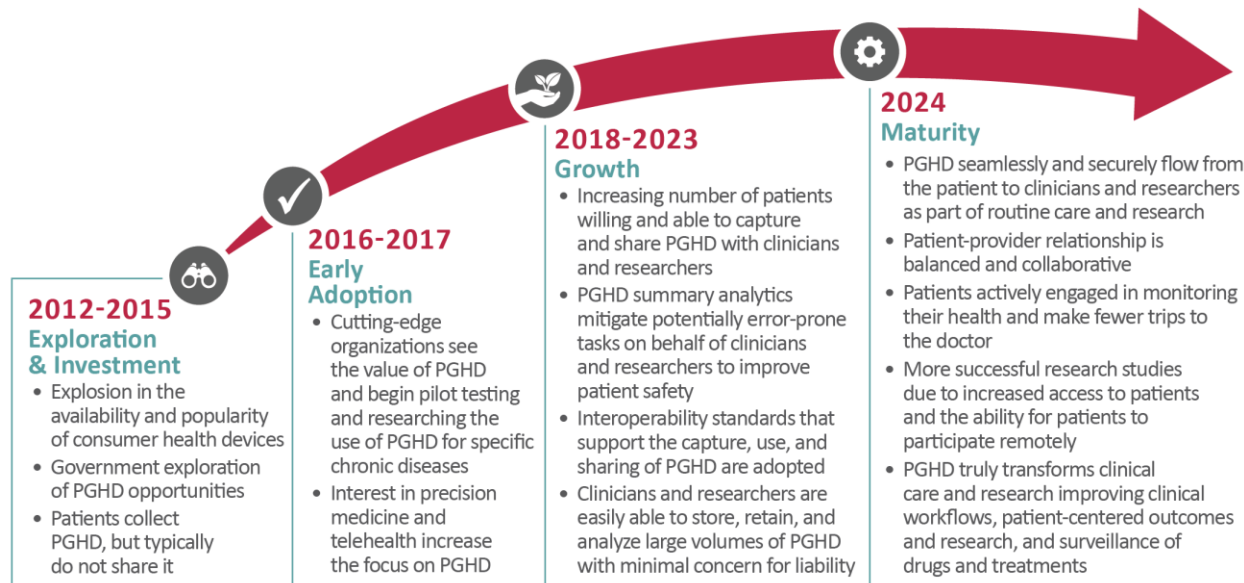 2012-2015
Exploration
& Investment
• Explosion in the
availability and popularity
of consumer health devices
• Government exploration
of PGHD opportunities
• Patients collect
PGHD, but typically
do not share it
2016-2017
Early
Adoption
• Cutting-edge
organizations see
the value of PGHD
and begin pilot testing
and researching the
use of PGHD for specific
chronic diseases
• Interest in precision
medicine and
telehealth increase
the focus on PGHD
2018-2023
Growth
• Increasing number of patients
willing and able to capture
and share PGHD with clinicians
and researchers
• PGHD summary analytics
mitigate potentially error-prone
tasks on behalf of clinicians
and researchers to improve
patient safety
• Interoperability standards that
support the capture, use, and
sharing of PGHD are adopted
• Clinicians and researchers are
easily able to store, retain, and
analyze large volumes of PGHD
with minimal concern for liability
2024
Maturity
• PGHD seamlessly and securely flow from
the patient to clinicians and researchers
as part of routine care and research
• Patient-provider relationship is
balanced and collaborative
• Patients actively engaged in monitoring
their health and make fewer trips to
the doctor
• More successful research studies
due to increased access to patients
and the ability for patients to
participate remotely
• PGHD truly transforms clinical
care and research improving clinical
workflows, patient-centered outcomes
and research, and surveillance of
drugs and treatments